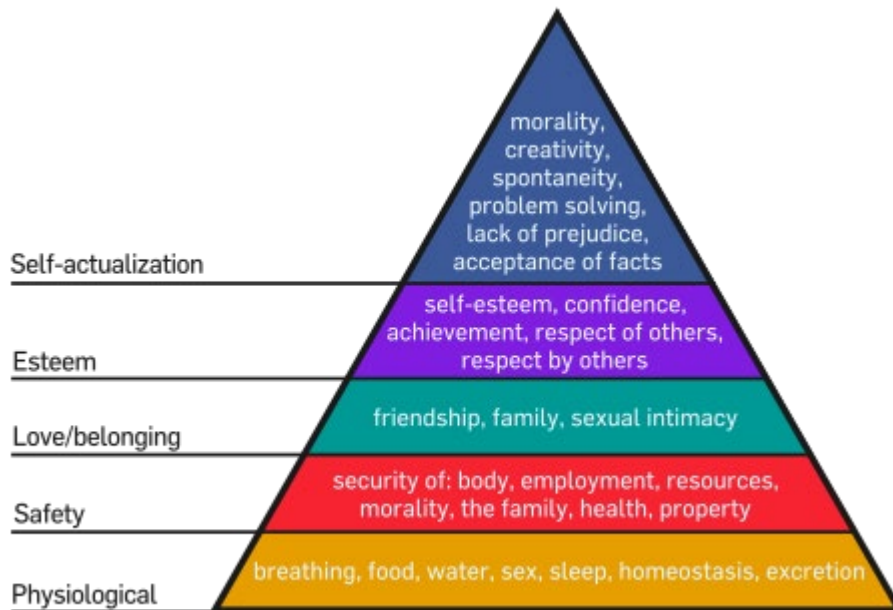 morality,
creativity,
spontaneity,
problem solving,
lack of prejudice,
acceptance of facts
Self-actualization
self-esteem, confidence,
achievement, respect of others,
respect by others
Esteem
friendship, family, sexual intimacy
Love/belonging
security of: body, employment, resources,
morality, the family, health, property
Safety
breathing, food, water, sex, sleep, homeostasis, excretion
Physiological